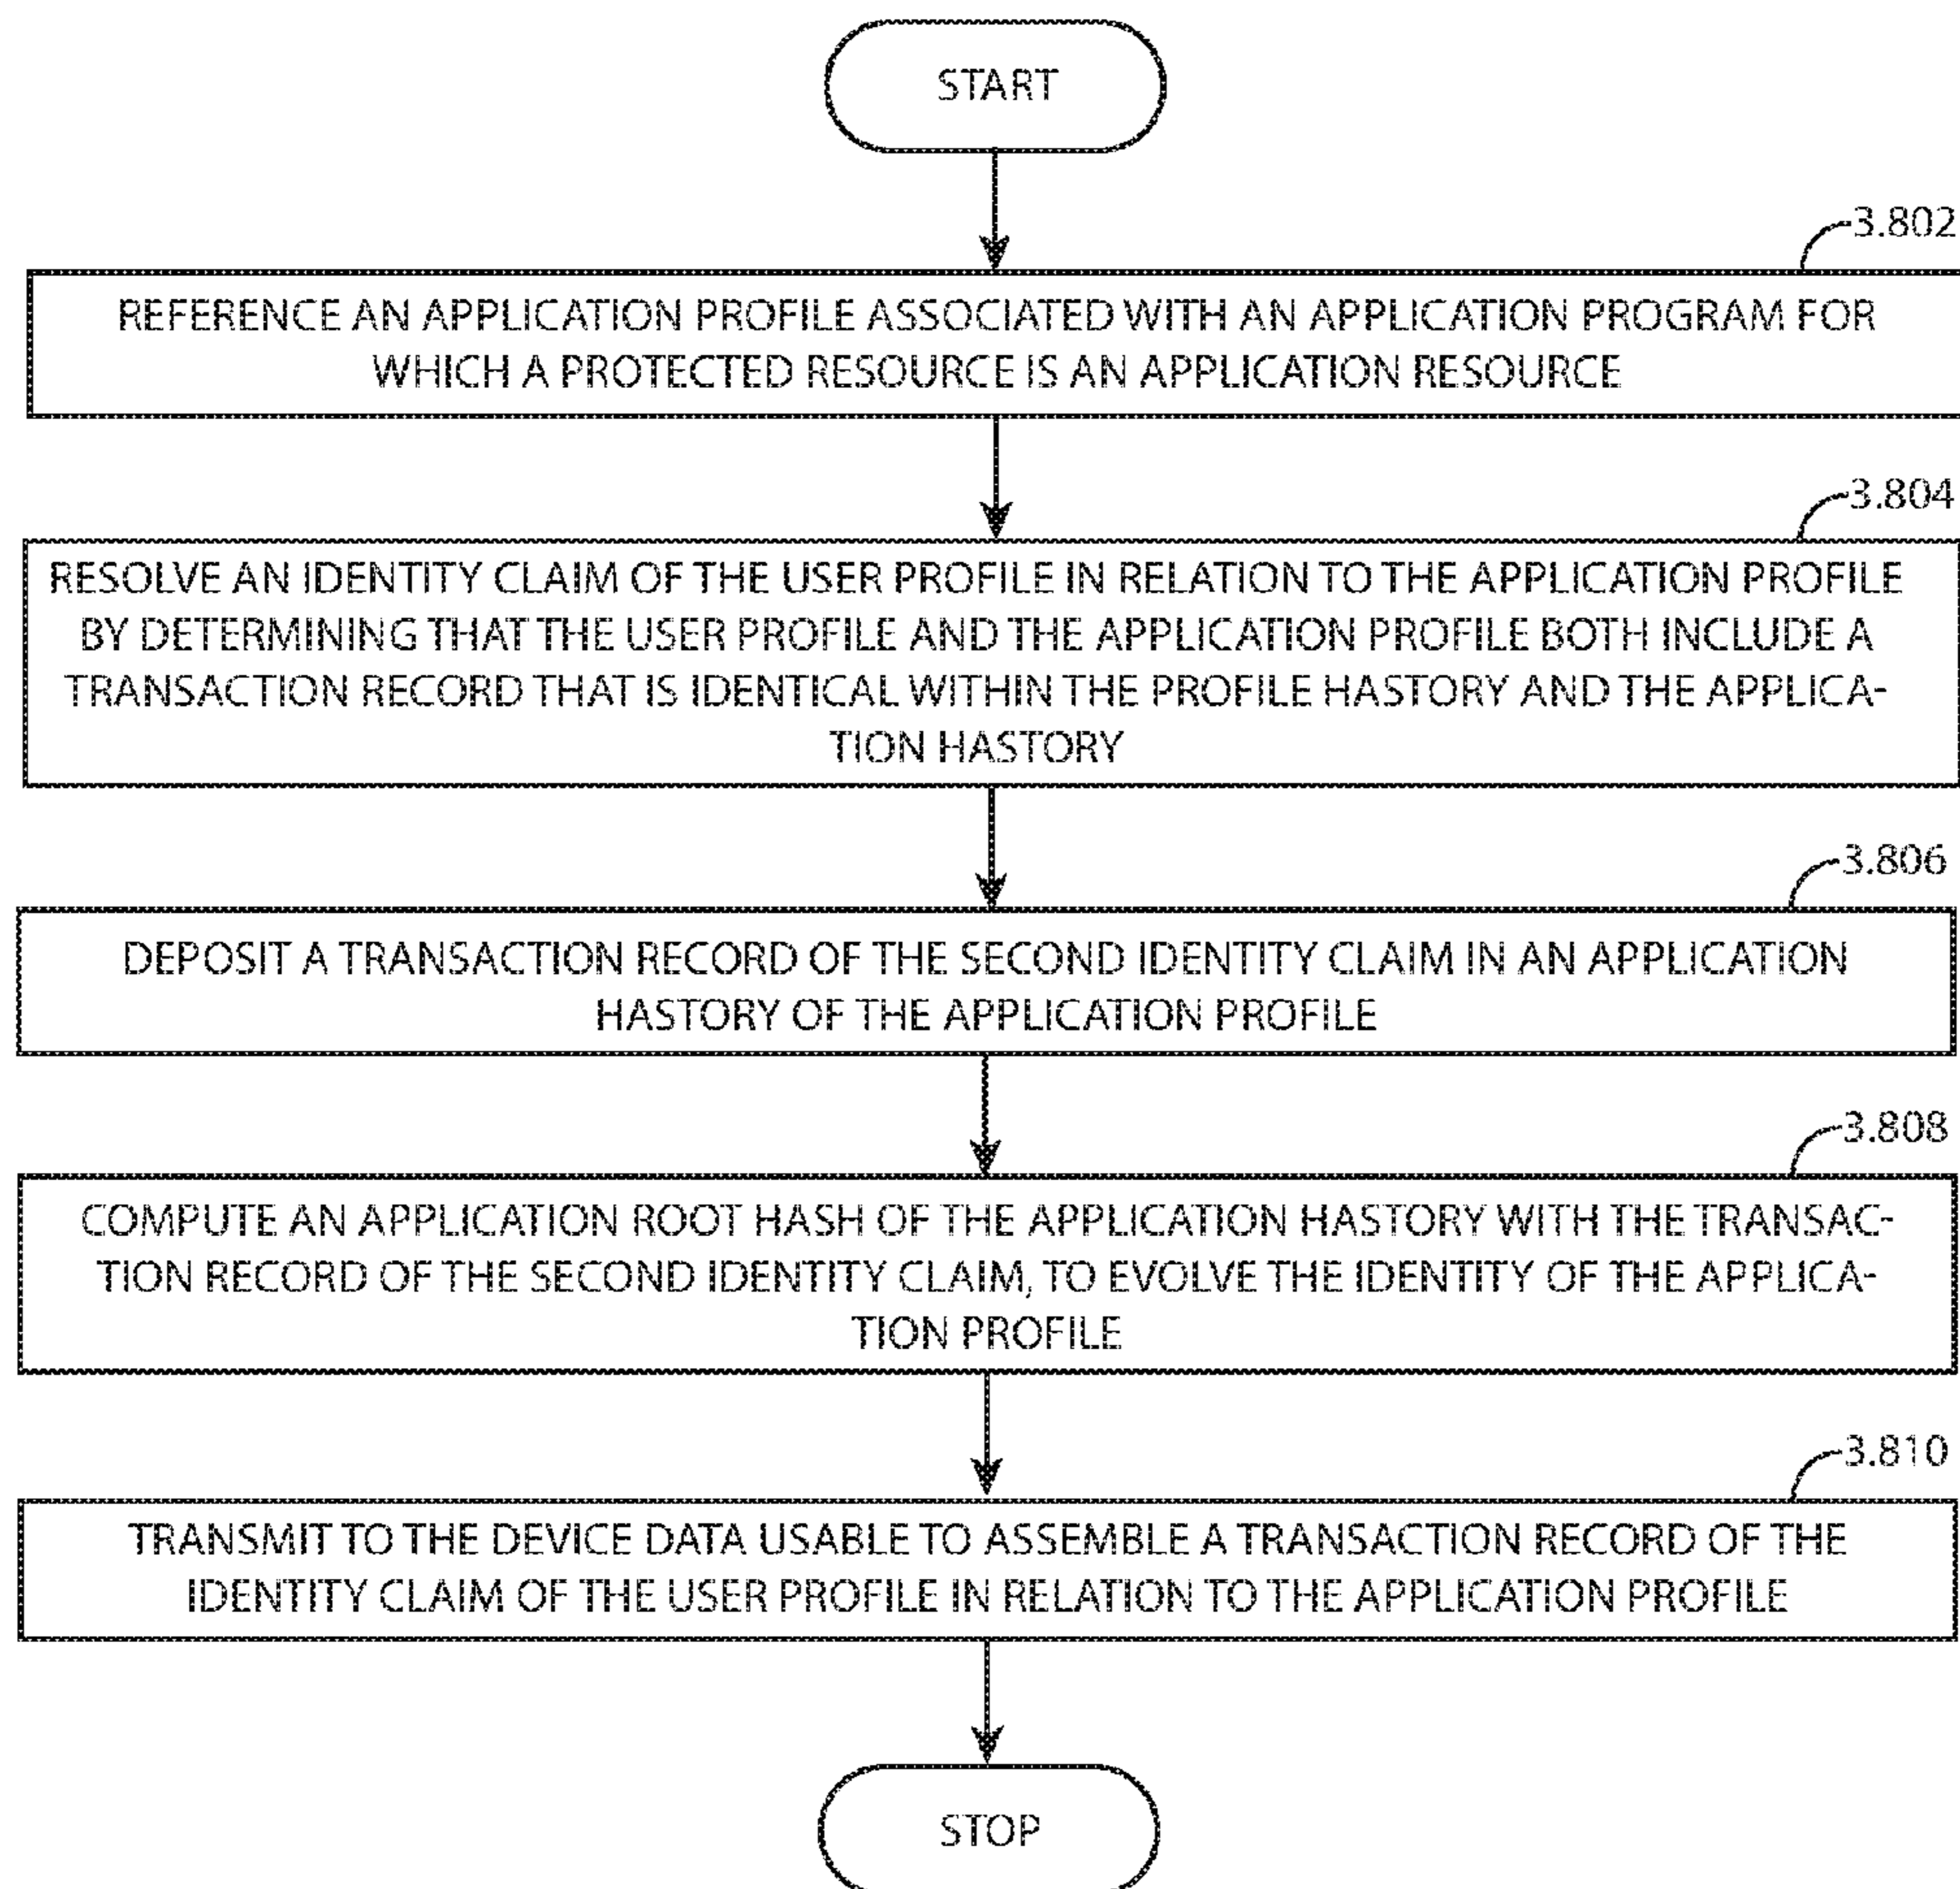 START
3.802
REFERENCE AN APPLICATION PROFILE ASSOCIATED WITH AN APPLICATION PROGRAM FOR
WHICH A PROTECTED RESOURCE IS AN APPLICATION RESOURCE
3.804
RESOLVE AN IDENTITY CLAIM OF THE USER PROFILE IN RELATION TO THE APPLICATION PROFILE
BY DETERMINING THAT THE USER PROFILE AND THE APPLICATION PROFILE BOTH INCLUDE A
TRANSACTION RECORD THAT IS IDENTICAL WITHIN THE PROFILE HASTORY AND THE APPLICA-
TION HASTORY
3.806
DEPOSIT A TRANSACTION RECORD OF THE SECOND IDENTITY CLAIM IN AN APPLICATION
HASTORY OF THE APPLICATION PROFILE
3.808
COMPUTE AN APPLICATION ROOT HASH OF THE APPLICATION HASTORY WITH THE TRANSAC-
TION RECORD OF THE SECOND IDENTITY CLAIM, TO EVOLVE THE IDENTITY OF THE APPLICA-
TION PROFILE
3.810
TRANSMIT TO THE DEVICE DATA USABLE TO ASSEMBLE A TRANSACTION RECORD OF THE
IDENTITY CLAIM OF THE USER PROFILE IN RELATION TO THE APPLICATION PROFILE
STOP